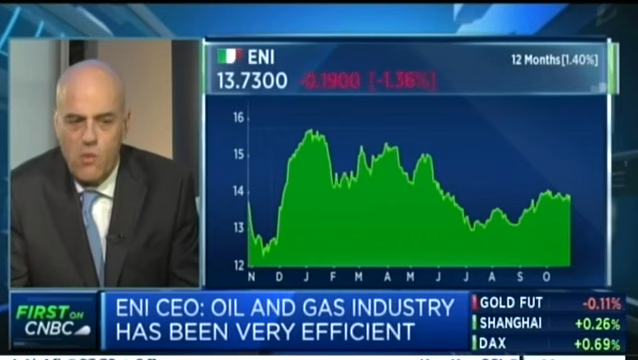 ENI
12 Months[1.40%]
13.7300 -0.1900 [-1.36%]
16
15
14
13
12
N D J F M A M J J A S O
FIRST ON
CNBC
ENI CEO: OIL AND GAS INDUSTRY
HAS BEEN VERY EFFICIENT
GOLD FUT -0.11%
SHANGHAI +0.26%
DAX +0.69%